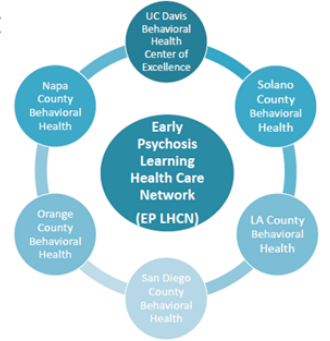 UC Davis
Behavioral
Health
Center of
Excellence
Solano
County
Behavioral
Health
LA County
Behavioral
Health
San Diego
County
Behavioral
Health
Orange
County
Behavioral
Health
Napa
County
Behavioral
Health
Early
Psychosis
Learning
Health Care
Network
(EP LHCN)